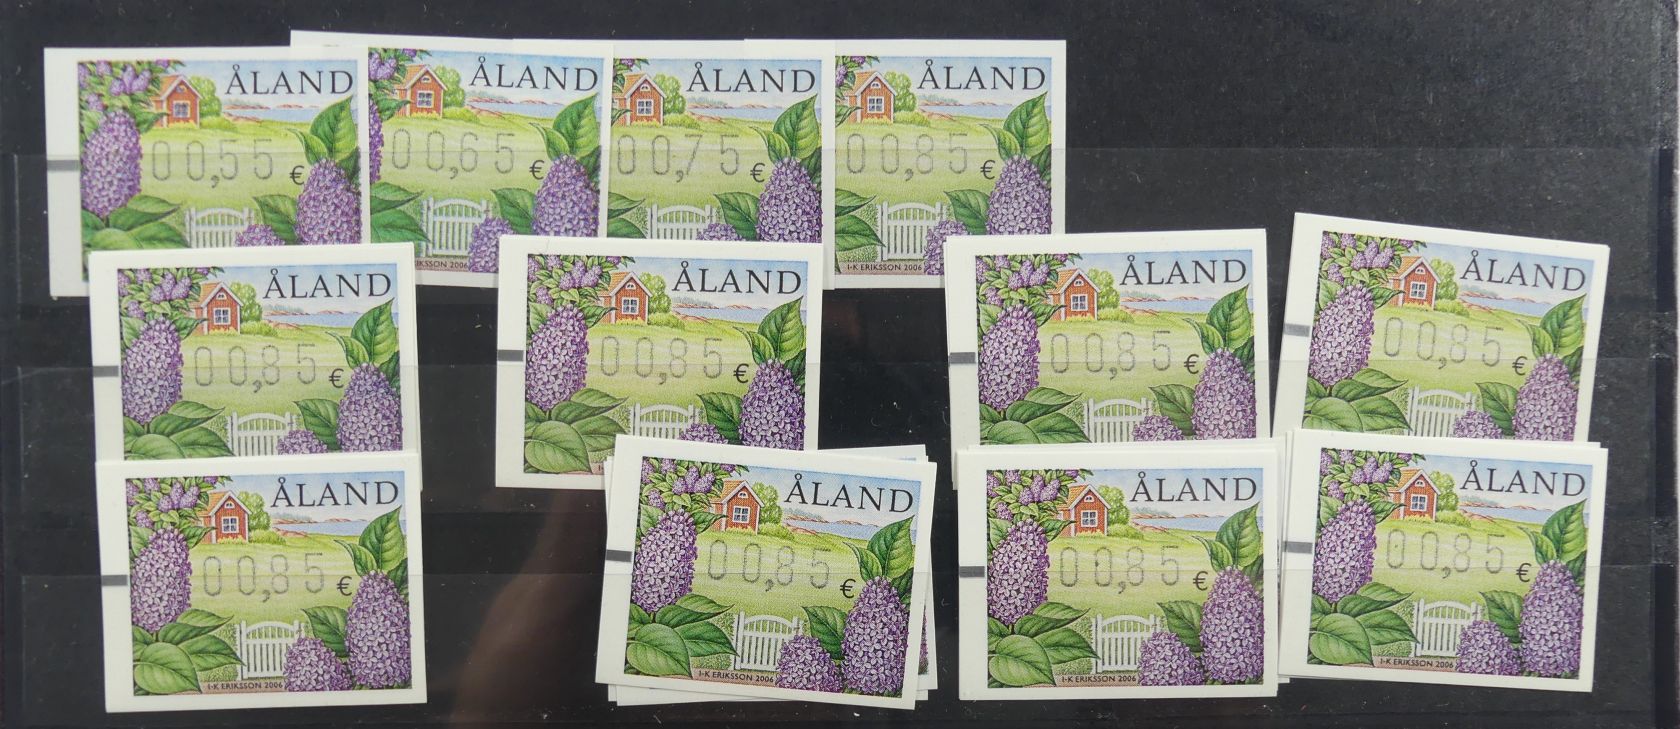 ÅLAND
00,55 €
ÅLAND
00,65 €
KSSON 2006
ÅLAND
00,75 €
ÅLAND
00,85 €
I-K ERIKSSON 2006
ÅLAND
00,85 €
ÅLAND
00,85 €
ÅLAND
00,85 €
ÅLAND
00,85
€
ÅLAND
00,85 €
I-K ERIKSSON 2006
ÅLAND
00,85 €
I-K ERIKSSON 2006
ÅLAND
00,85 €
I-K ERIKSSON 2006
ÅLAND
00,85 €
I-K ERIKSSON 2006